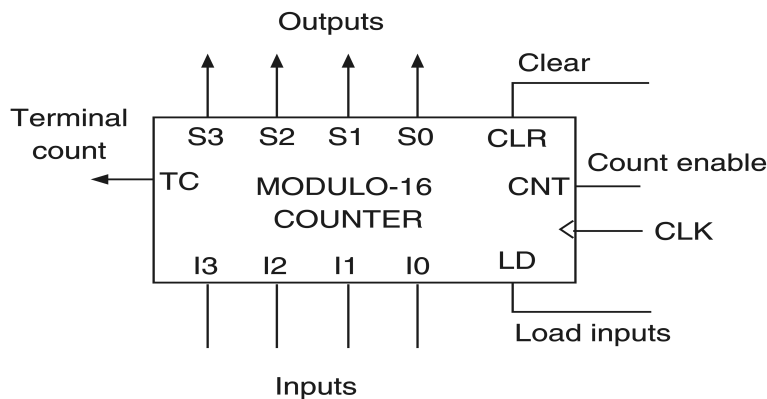 Outputs
Clear
Terminal
count
S3 S2 S1 S0 CLR
Count enable
TC MODULO-16 CNT
COUNTER
CLK
I3 I2 I1 I0 LD
Load inputs
Inputs